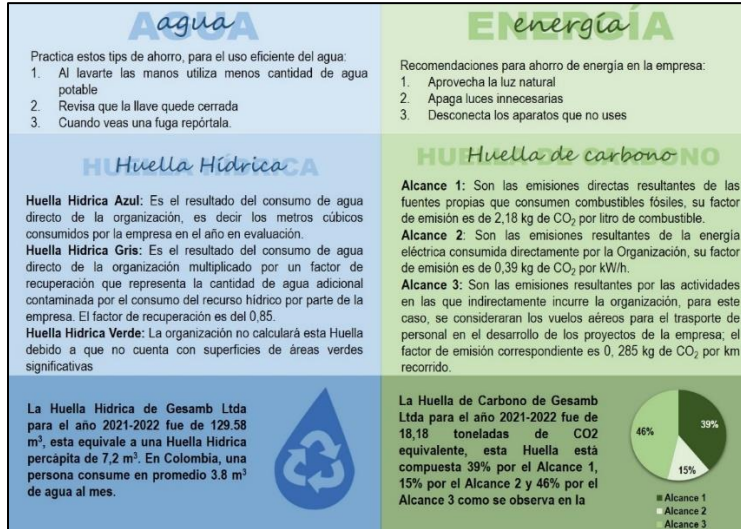 AGUA
agua
Practica estos tips de ahorro, para el uso eficiente del agua:
1. Al lavarte las manos utiliza menos cantidad de agua
potable
2. Revisa que la llave quede cerrada
3. Cuando veas una fuga repórtala.
HUELLA HÍDRICA
Huella Hídrica
Huella Hidrica Azul: Es el resultado del consumo de agua
directo de la organización, es decir los metros cúbicos
consumidos por la empresa en el año en evaluación.
Huella Hidrica Gris: Es el resultado del consumo de agua
directo de la organización multiplicado por un factor de
recuperación que representa la cantidad de agua adicional
contaminada por el consumo del recurso hídrico por parte de la
empresa. El factor de recuperación es del 0,85.
Huella Hidrica Verde: La organización no calculará esta Huella
debido a que no cuenta con superficies de áreas verdes
significativas
La Huella Hidrica de Gesamb Ltda
para el año 2021-2022 fue de 129.58
m³, esta equivale a una Huella Hidrica
percápita de 7,2 m³. En Colombia, una
persona consume en promedio 3.8 m³
de agua al mes.
ENERGÍA
energía
Recomendaciones para ahorro de energía en la empresa:
1. Aprovecha la luz natural
2. Apaga luces innecesarias
3. Desconecta los aparatos que no uses
HUELLA DE CARBONO
Huella de carbono
Alcance 1: Son las emisiones directas resultantes de las
fuentes propias que consumen combustibles fósiles, su factor
de emisión es de 2,18 kg de CO₂ por litro de combustible.
Alcance 2: Son las emisiones resultantes de la energía
eléctrica consumida directamente por la Organización, su factor
de emisión es de 0,39 kg de CO₂ por kW/h.
Alcance 3: Son las emisiones resultantes por las actividades
en las que indirectamente incurre la organización, para este
caso, se consideraran los vuelos aéreos para el trasporte de
personal en el desarrollo de los proyectos de la empresa; el
factor de emisión correspondiente es 0, 285 kg de CO₂ por km
recorrido.
La Huella de Carbono de Gesamb
Ltda para el año 2021-2022 fue de
18,18 toneladas de CO2
equivalente, esta Huella está
compuesta 39% por el Alcance 1,
15% por el Alcance 2 y 46% por el
Alcance 3 como se observa en la
46%
39%
15%
Alcance 1
Alcance 2
Alcance 3